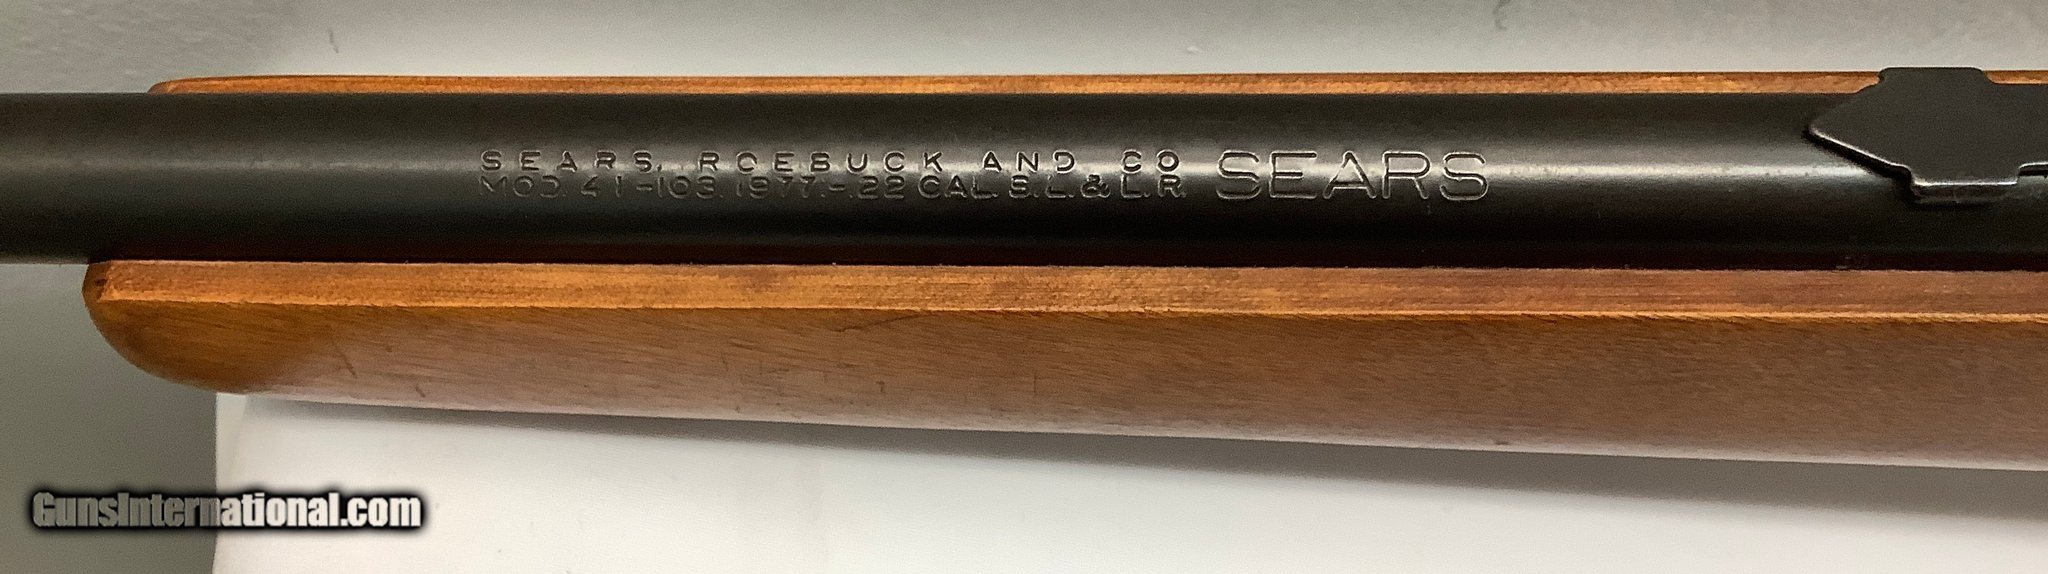 SEARS, ROEBUCK AND CO
MOD. 41-103.1977.-.22 CAL. S.L. & L.R.
SEARS
GunsInternational.com